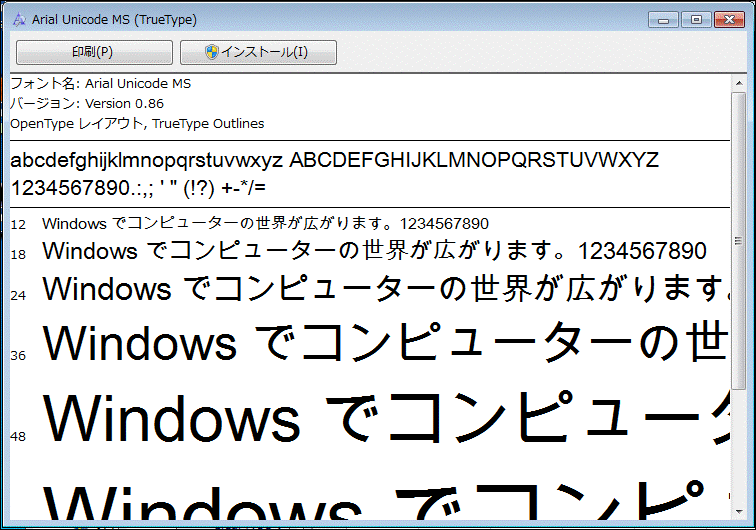 Arial Unicode MS (TrueType)
印刷(P) インストール(I)
フォント名: Arial Unicode MS
バージョン: Version 0.86
OpenType レイアウト, TrueType Outlines
abcdefghijklmnopqrstuvwxyz ABCDEFGHIJKLMNOPQRSTUVWXYZ
1234567890.:,; ' " (!?) +-*/=
12 Windows でコンピューターの世界が広がります。1234567890
18 Windows でコンピューターの世界が広がります。1234567890
24 Windows でコンピューターの世界が広がります。
36 Windows でコンピューターの世
48 Windows でコンピュータ
Windows でコンピ